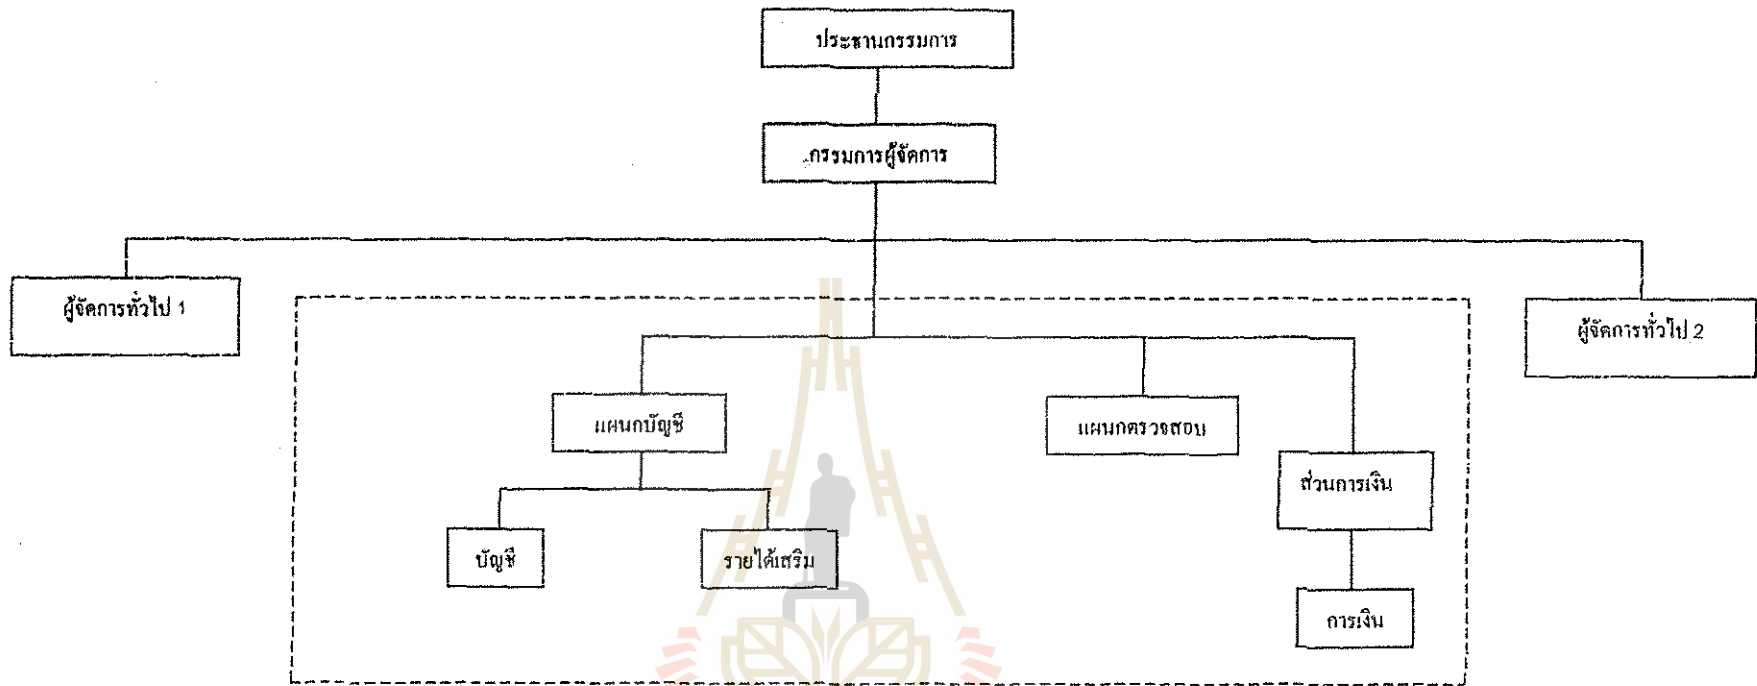 ประธานกรรมการ
กรรมการผู้จัดการ
ผู้จัดการทั่วไป 1
ผู้จัดการทั่วไป 2
แผนกบัญชี
แผนกตรวจสอบ
ส่วนการเงิน
บัญชี
รายได้เสริม
การเงิน